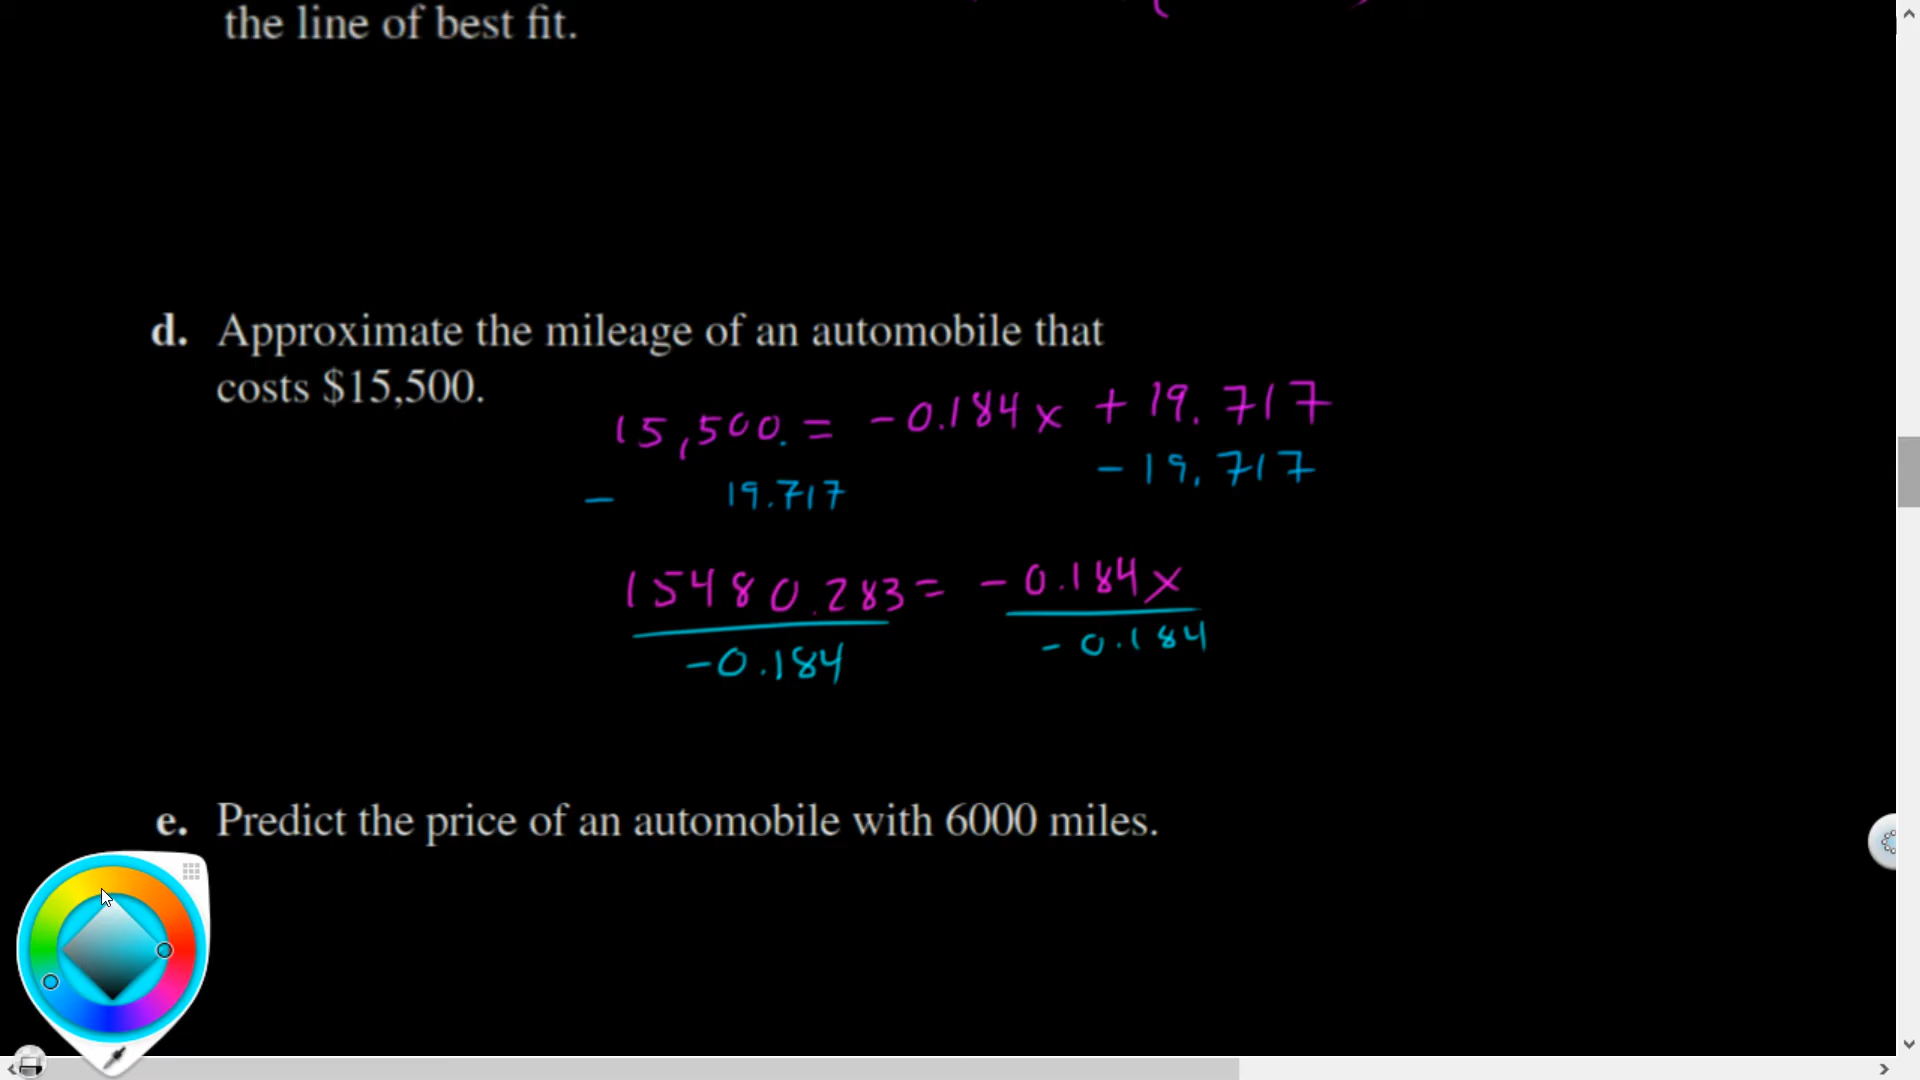 the line of best fit.
d. Approximate the mileage of an automobile that
costs $15,500.
15,500. = -0.184x + 19.717
- 19.717 - 19.717
15480.283 = -0.184x
-0.184 -0.184
e. Predict the price of an automobile with 6000 miles.